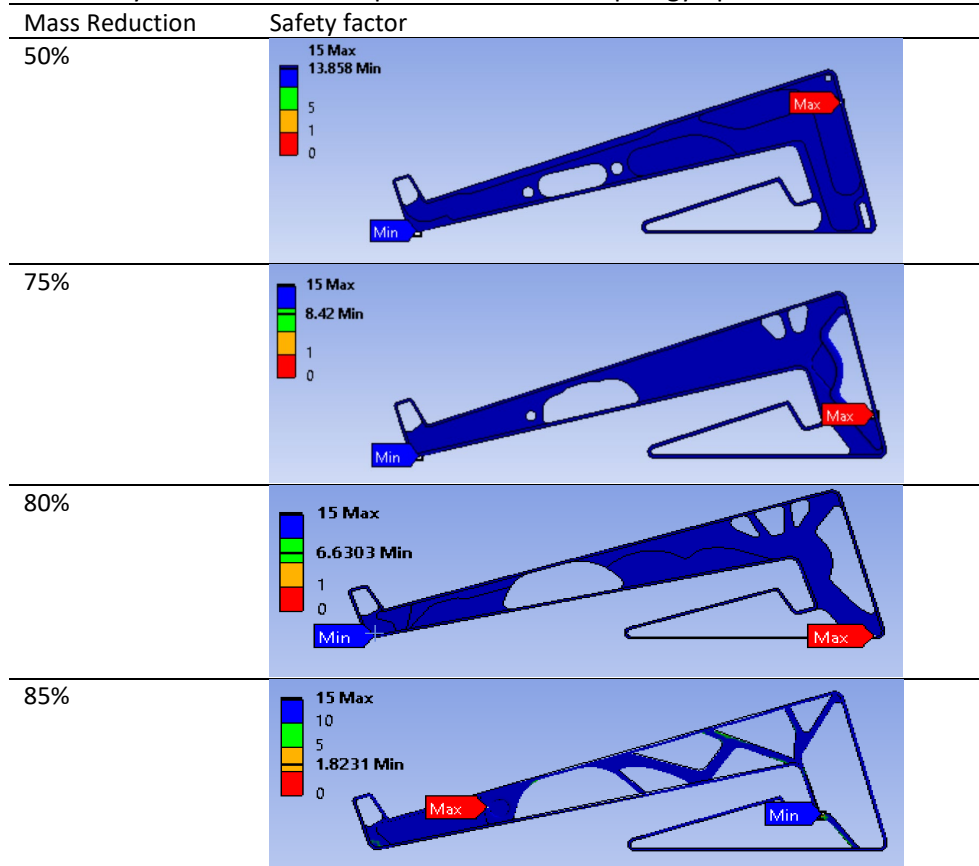 Mass Reduction Safety factor
50%
15 Max
13.858 Min
5
1
0
Max
Min
75%
15 Max
8.42 Min
1
0
Max
Min
80%
15 Max
6.6303 Min
1
0
Min
Max
85%
15 Max
10
5
1.8231 Min
0
Max
Min